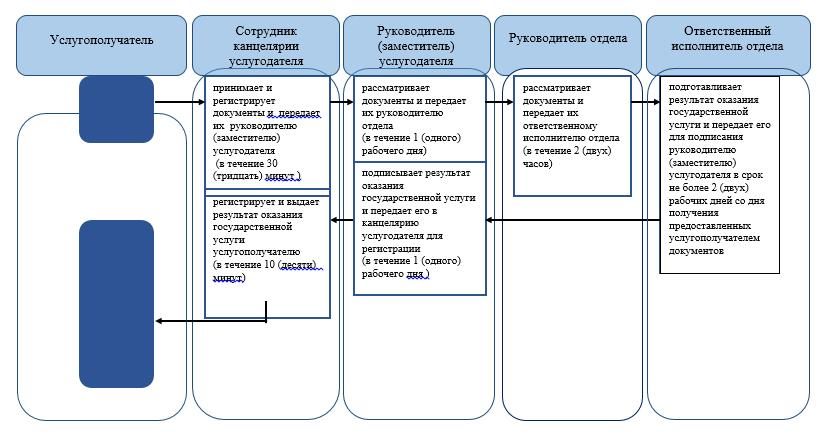 Услугополучатель
Сотрудник
канцелярии
услугодателя
Руководитель
(заместитель)
услугодателя
Руководитель отдела
Ответственный
исполнитель отдела
принимает и
регистрирует
документы и передает
их руководителю
(заместителю)
услугодателя
(в течение 30
(тридцать) минут )
рассматривает
документы и передает
их руководителю
отдела
(в течение 1 (одного)
рабочего дня)
рассматривает
документы и
передает их
ответственному
исполнителю отдела
(в течение 2 (двух)
часов)
подготавливает
результат оказания
государственной
услуги и передает его
для подписания
руководителю
(заместителю)
услугодателя в срок
не более 2 (двух)
рабочих дней со дня
получения
предоставленных
услугополучателем
документов
подписывает результат
оказания
государственной услуги
и передает его в
канцелярию
услугодателя для
регистрации
(в течение 1 (одного)
рабочего дня )
регистрирует и выдает
результат оказания
государственной
услуги
услугополучателю
(в течение 10 (десяти)
минут)